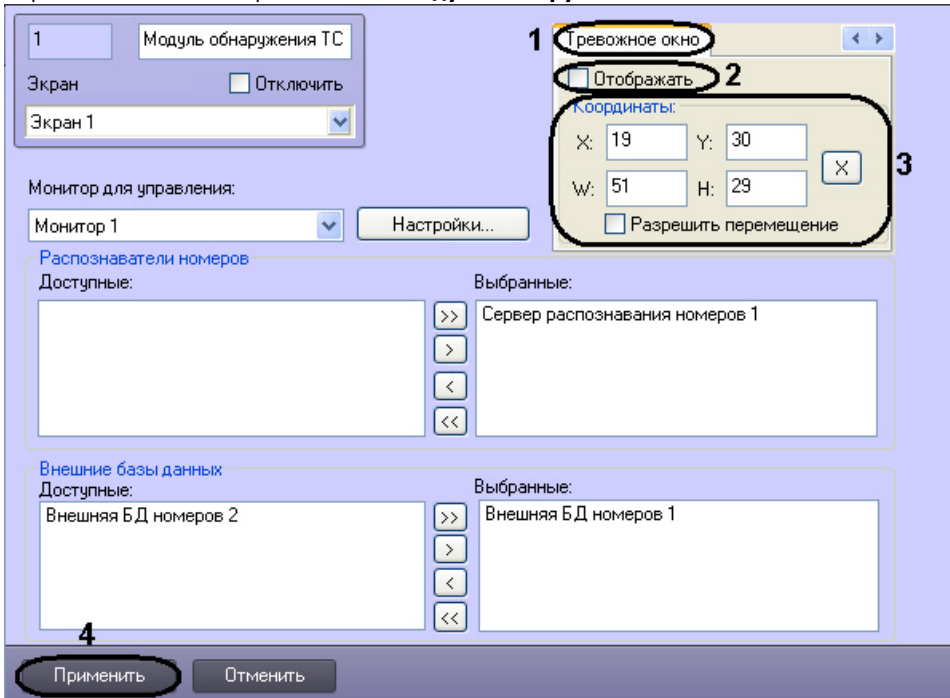 1 Модуль обнаружения ТС
Экран Отключить
Экран 1
Монитор для управления:
Монитор 1 Настройки...
1 Тревожное окно
Отображать 2
Координаты:
X: 19 Y: 30
X 3
W: 51 H: 29
Разрешить перемещение
Распознаватели номеров
Доступные: Выбранные:
>> Сервер распознавания номеров 1
>
<
<<
Внешние базы данных
Доступные: Выбранные:
Внешняя БД номеров 2 >> Внешняя БД номеров 1
>
<
<<
4
Применить Отменить